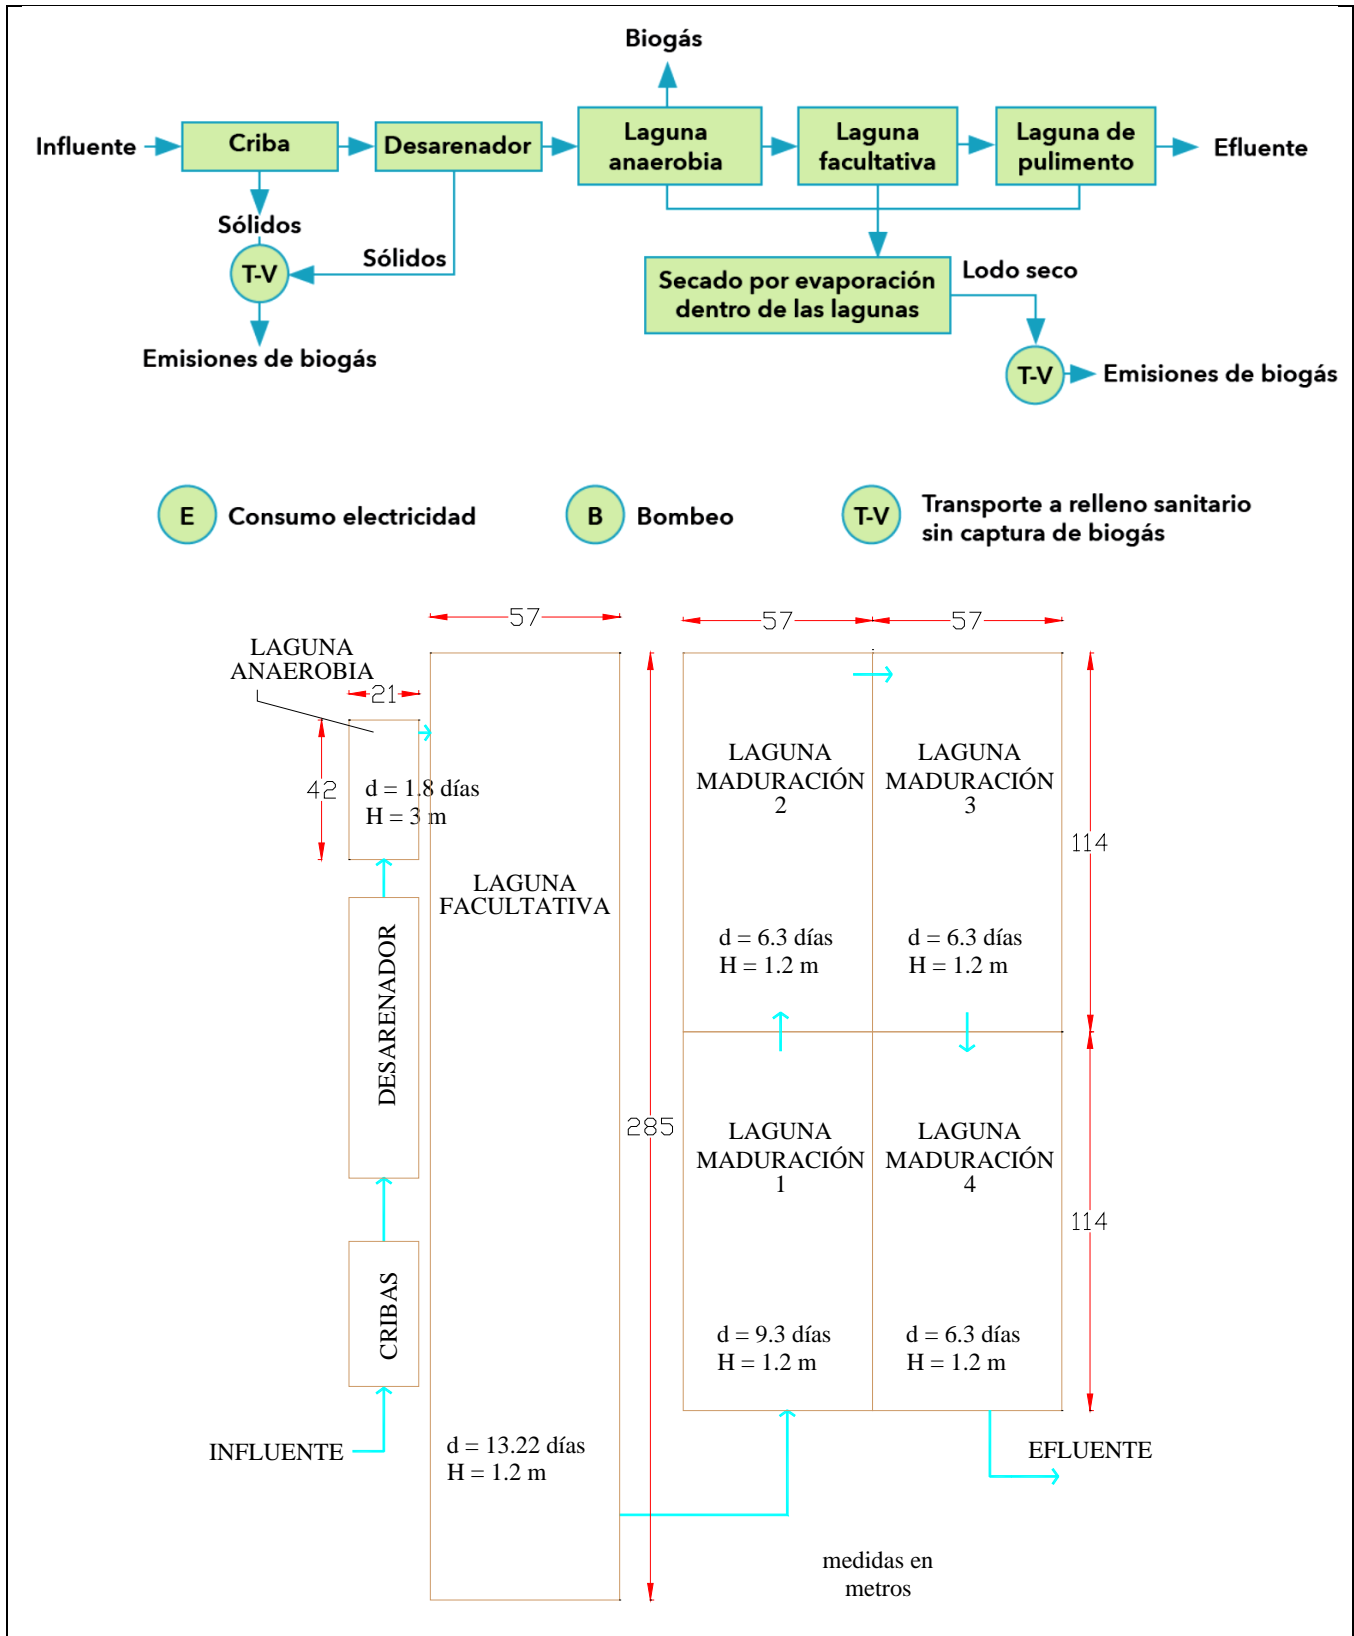 Biogás
Influente
Criba
Desarenador
Laguna
anaerobia
Laguna
facultativa
Laguna de
pulimento
Efluente
Sólidos
Sólidos
T-V
Emisiones de biogás
Secado por evaporación
dentro de las lagunas
Lodo seco
T-V
Emisiones de biogás
E
Consumo electricidad
B
Bombeo
T-V
Transporte a relleno sanitario
sin captura de biogás
57
57
57
LAGUNA
ANAEROBIA
21
42
d = 1.8 días
H = 3 m
LAGUNA
FACULTATIVA
DESARENADOR
CRIBAS
INFLUENTE
d = 13.22 días
H = 1.2 m
285
LAGUNA
MADURACIÓN
2
d = 6.3 días
H = 1.2 m
LAGUNA
MADURACIÓN
3
d = 6.3 días
H = 1.2 m
114
LAGUNA
MADURACIÓN
1
d = 9.3 días
H = 1.2 m
LAGUNA
MADURACIÓN
4
d = 6.3 días
H = 1.2 m
114
EFLUENTE
medidas en
metros